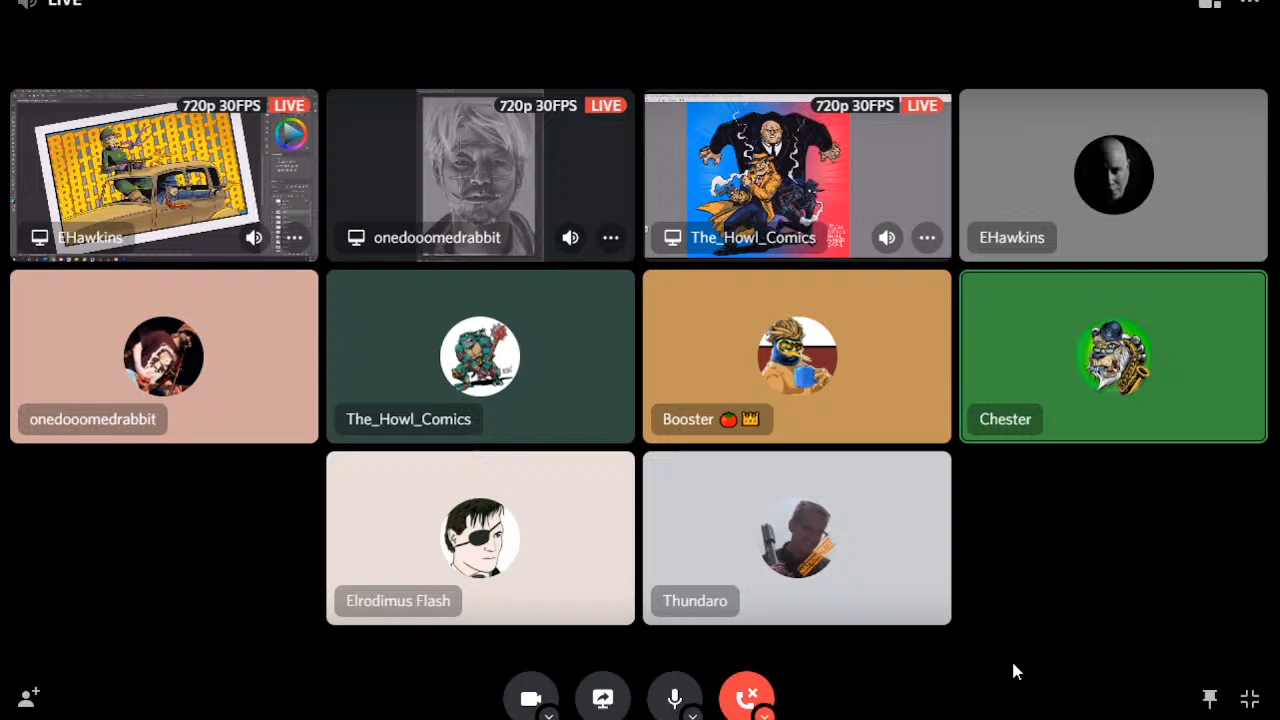 LIVE
720p 30FPS LIVE
720p 30FPS LIVE
720p 30FPS LIVE
EHawkins
onedooomedrabbit
The_Howl_Comics
EHawkins
onedooomedrabbit
The_Howl_Comics
Booster 🍅 👑
Chester
Elrodimus Flash
Thundaro